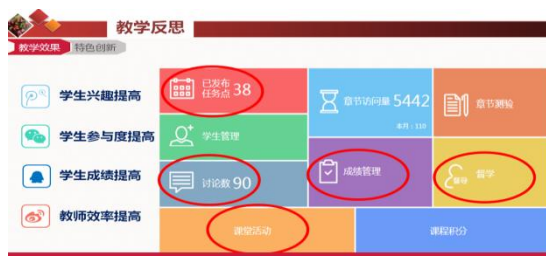 教学反思
教学效果 特色创新
学生兴趣提高
学生参与度提高
学生成绩提高
教师效率提高
已发布
任务点 38
章节访问量 5442
本月：110
章节测验
学生管理
讨论数 90
成绩管理
督学
课堂活动
课程积分